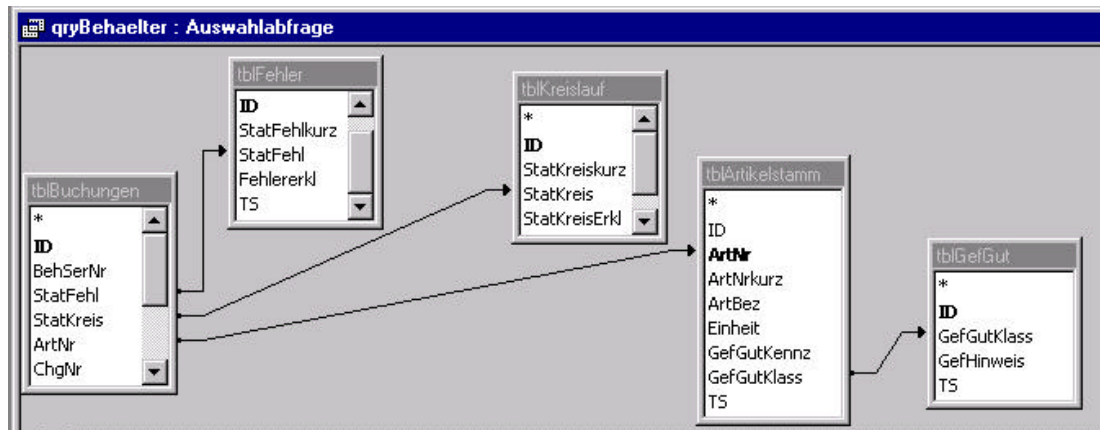 qryBehaelter : Auswahlabfrage
tblBuchungen
*
ID
BehSerNr
StatFehl
StatKreis
ArtNr
ChgNr
tblFehler
ID
StatFehlkurz
StatFehl
Fehlererkl
TS
tblKreislauf
*
ID
StatKreiskurz
StatKreis
StatKreisErkl
tblArtikelstamm
*
ID
ArtNr
ArtNrkurz
ArtBez
Einheit
GefGutKennz
GefGutKlass
TS
tblGefGut
*
ID
GefGutKlass
GefHinweis
TS